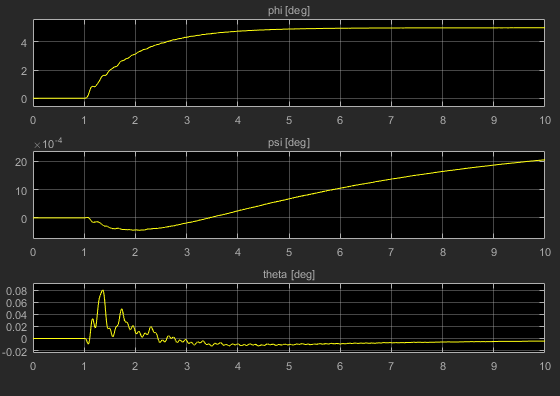 phi [deg]
4
2
0
0 1 2 3 4 5 6 7 8 9 10
×10⁻⁴
psi [deg]
20
10
0
0 1 2 3 4 5 6 7 8 9 10
theta [deg]
0.08
0.06
0.04
0.02
0
-0.02
0 1 2 3 4 5 6 7 8 9 10